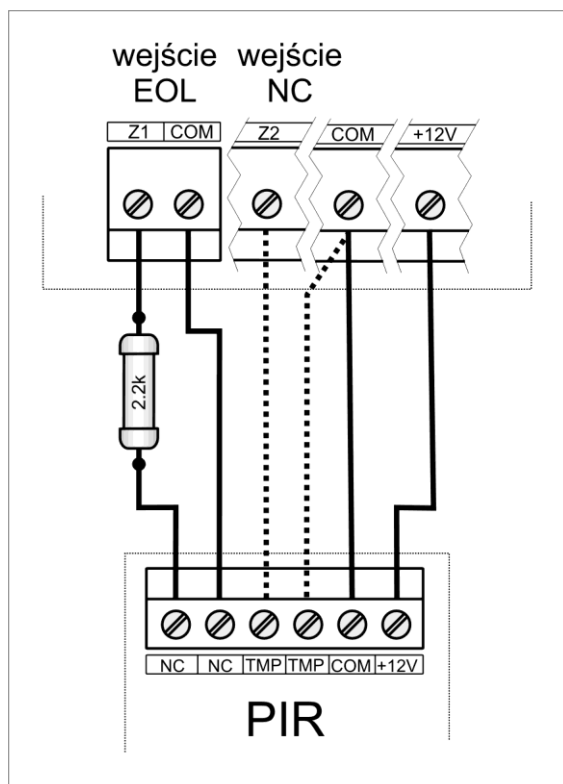 wejście wejście
EOL NC
Z1 COM Z2 COM +12V
2.2k
NC NC TMP TMP COM +12V
PIR